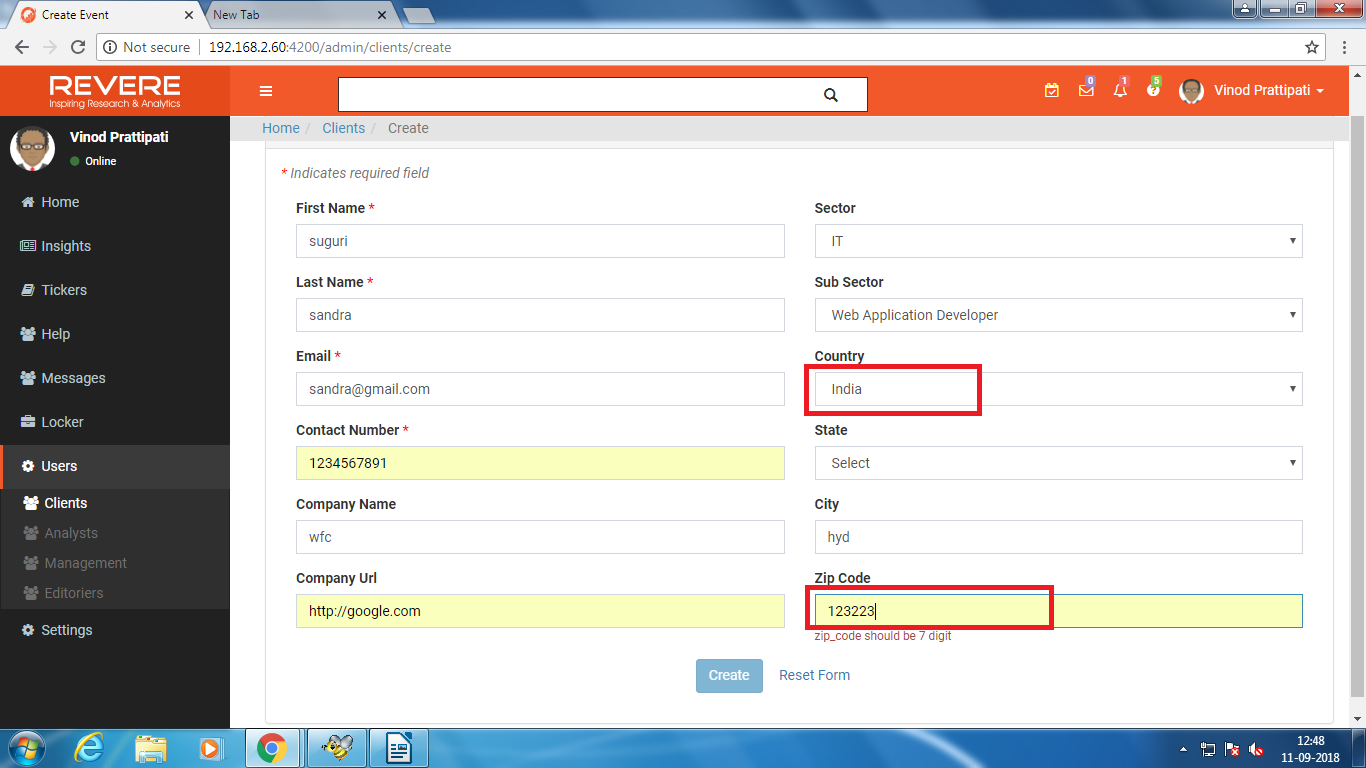 Create Event
New Tab
Not secure
192.168.2.60:4200/admin/clients/create
REVERE
Inspiring Research & Analytics
0
1
5
Vinod Prattipati
Vinod Prattipati
Online
Home
Insights
Tickers
Help
Messages
Locker
Users
Clients
Analysts
Management
Editoriers
Settings
Home / Clients / Create
* Indicates required field
First Name *
suguri
Last Name *
sandra
Email *
sandra@gmail.com
Contact Number *
1234567891
Company Name
wfc
Company Url
http://google.com
Sector
IT
Sub Sector
Web Application Developer
Country
India
State
Select
City
hyd
Zip Code
123223
zip_code should be 7 digit
Create
Reset Form
12:48
11-09-2018